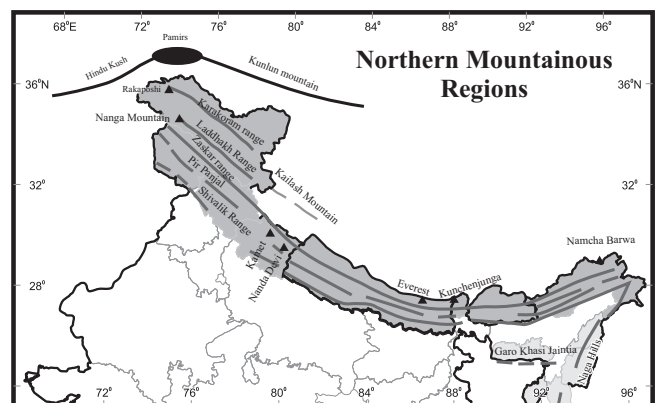 68°E 72° 76° 80° 84° 88° 92° 96°
Pamirs
Hindu Kush
Kunlun mountain
Northern Mountainous
Regions
36°N
36°N
Rakaposhi
Karakoram range
Nanga Mountain
Laddhakh Range
Zaskar range
Pir Panjal
Kailash Mountain
32°
32°
Shivalik Range
Kamet
Nanda Devi
Namcha Barwa
Everest
Kunchenjunga
28°
28°
Garo Khasi Jaintia
Naga Hills
72° 76° 80° 84° 88° 92° 96°